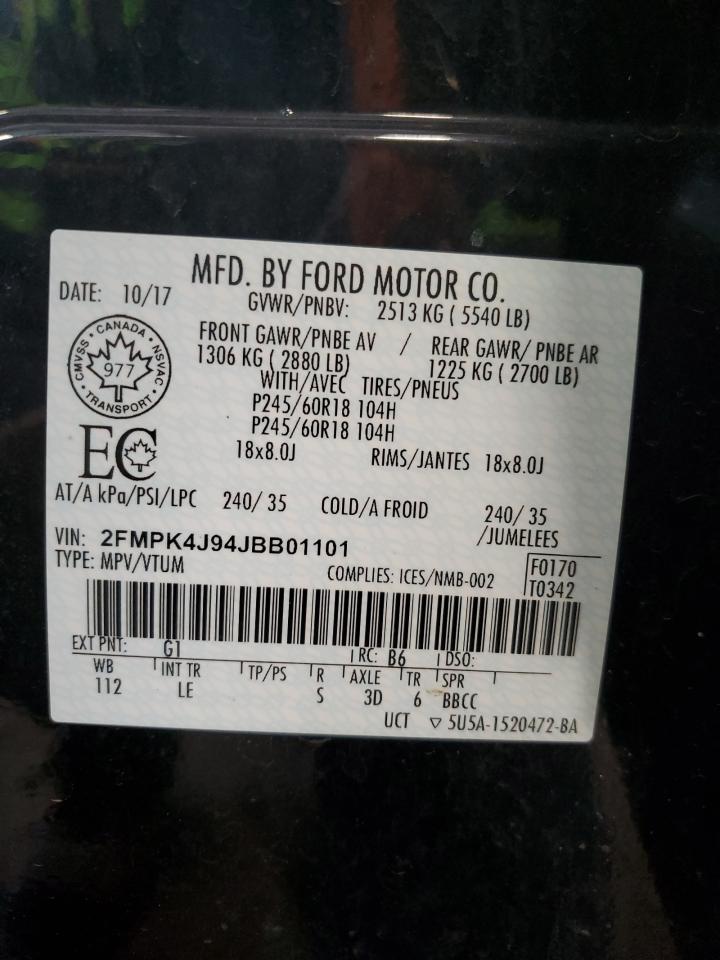 MFD. BY FORD MOTOR CO.
DATE: 10/17
GVWR/PNBV: 2513 KG ( 5540 LB)
FRONT GAWR/PNBE AV / REAR GAWR/ PNBE AR
1306 KG ( 2880 LB) 1225 KG ( 2700 LB)
WITH/AVEC TIRES/PNEUS
P245/60R18 104H
P245/60R18 104H
18x8.0J RIMS/JANTES 18x8.0J
CANADA
CMVSS NSVAC
977
TRANSPORT
EC
AT/A kPa/PSI/LPC 240/ 35 COLD/A FROID 240/ 35
/JUMELEES
VIN: 2FMPK4J94JBB01101
TYPE: MPV/VTUM
COMPLIES: ICES/NMB-002
F0170
T0342
EXT PNT: G1 RC: B6 DSO:
WB INT TR TP/PS R AXLE TR SPR
112 LE S 3D 6 BBCC
UCT ▽ 5U5A-1520472-BA